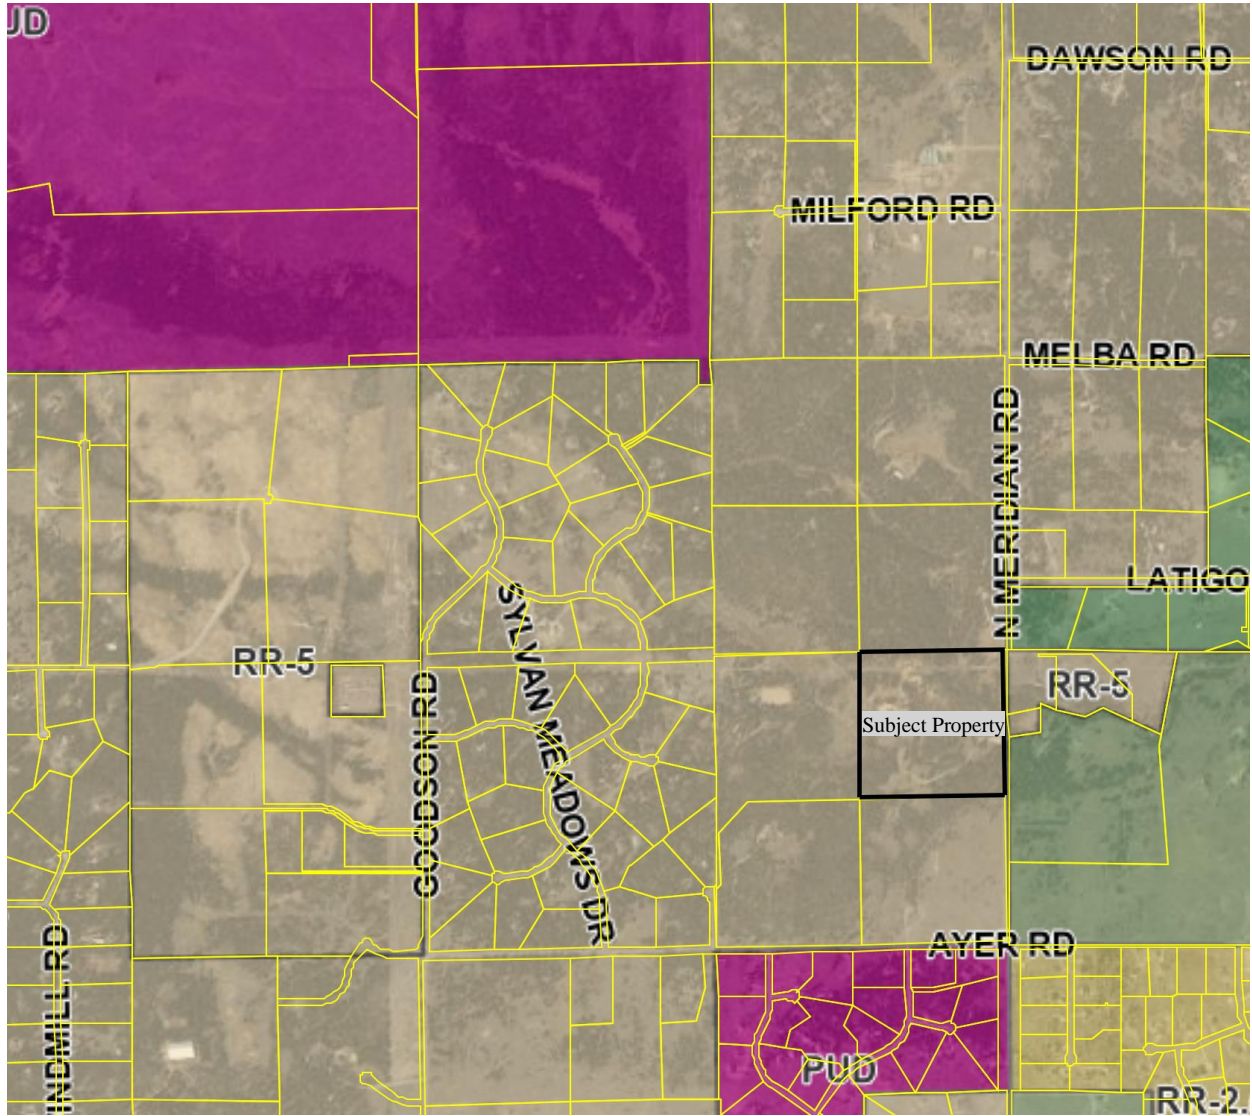 UD
DAWSON RD
MILFORD RD
MELBA RD
N MERIDIAN RD
LATIGO
SYLVAN MEADOWS DR
RR-5
RR-5
GOODSON RD
Subject Property
INDMILL RD
AYER RD
PUD
RR-2